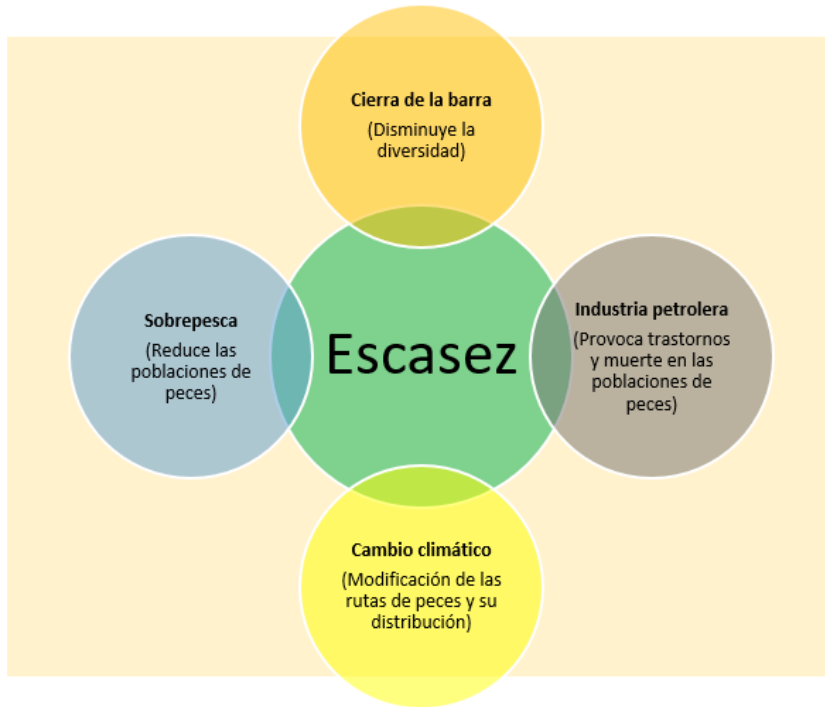 Cierra de la barra
(Disminuye la
diversidad)
Sobrepesca
(Reduce las
poblaciones de
peces)
Escasez
Industria petrolera
(Provoca trastornos
y muerte en las
poblaciones de
peces)
Cambio climático
(Modificación de las
rutas de peces y su
distribución)